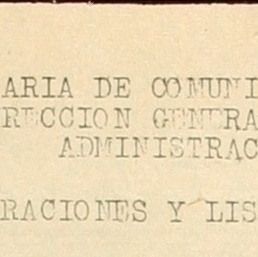 ARIA DE COMUNI
RECCION GENERA
ADMINISTRAC
RACIONES Y LIS